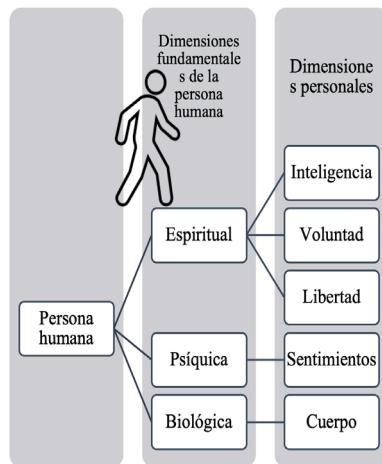 Dimensiones
fundamentale
s de la
persona
humana
Dimensione
s personales
Inteligencia
Espiritual
Voluntad
Libertad
Persona
humana
Psíquica
Sentimientos
Biológica
Cuerpo